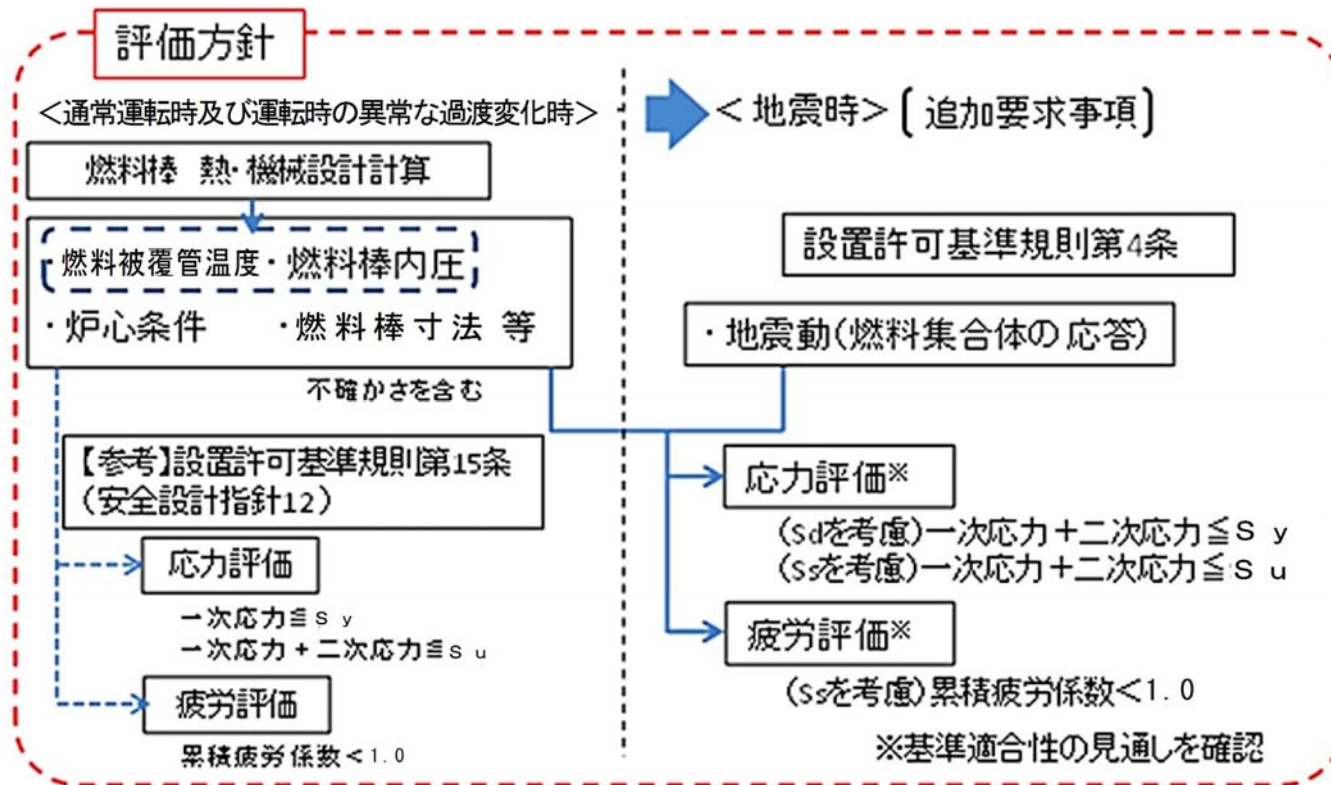 評価方針
<通常運転時及び運転時の異常な過渡変化時>
燃料棒 熱・機械設計計算
・燃料被覆管温度・燃料棒内圧
・炉心条件 ・燃料棒寸法 等
不確かさを含む
【参考】設置許可基準規則第15条
(安全設計指針12)
応力評価
一次応力≦Sy
一次応力+二次応力≦Su
疲労評価
累積疲労係数<1.0
<地震時>〔追加要求事項〕
設置許可基準規則第4条
・地震動(燃料集合体の応答)
応力評価※
(Sdを考慮)一次応力+二次応力≦Sy
(Ssを考慮)一次応力+二次応力≦Su
疲労評価※
(Ssを考慮)累積疲労係数<1.0
※基準適合性の見通しを確認